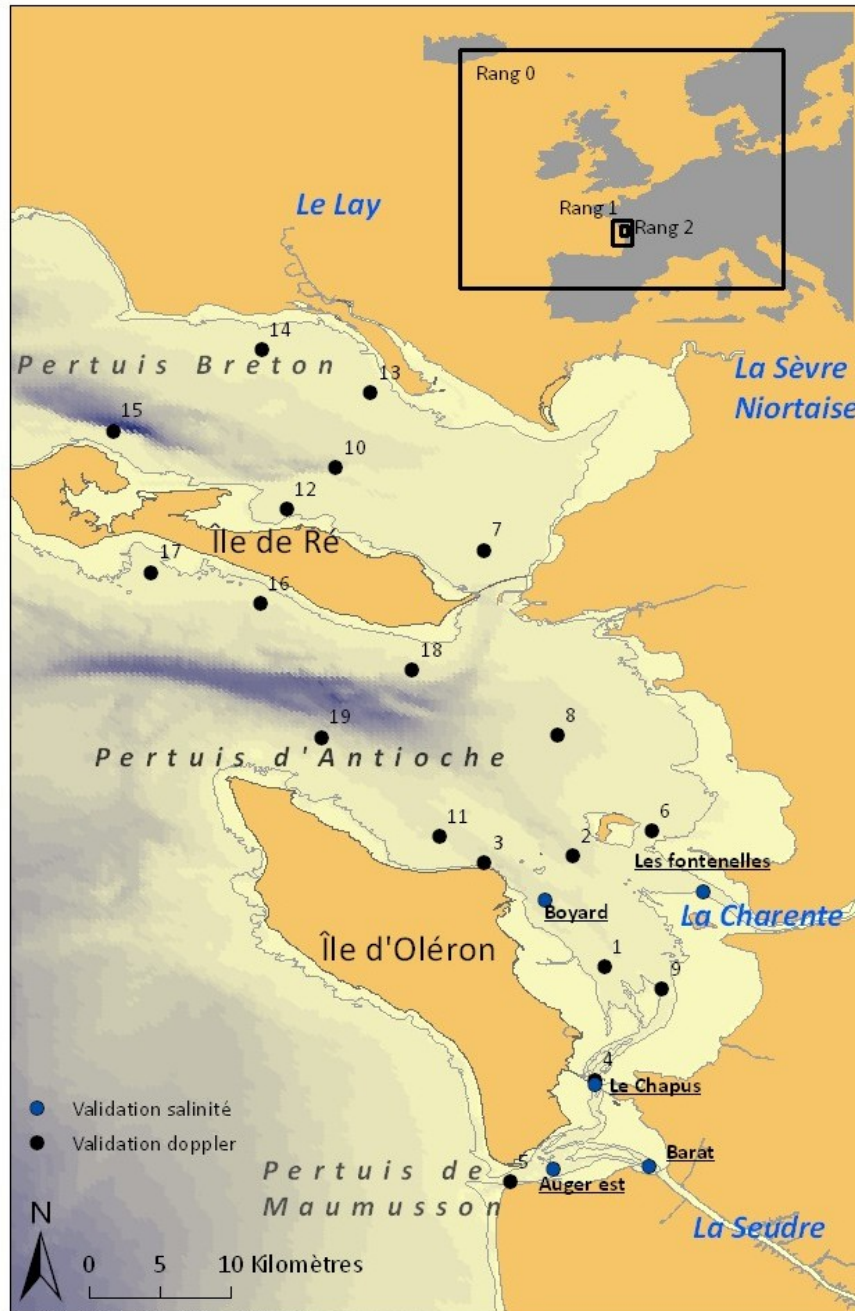 Rang 0
Rang 1
Rang 2
Le Lay
La Sèvre
Niortaise
14
Pertuis Breton
13
15
10
12
7
Île de Ré
17
16
18
19
8
Pertuis d'Antioche
11
3
2
6
Les fontenelles
Boyard
La Charente
Île d'Oléron
1
9
4
Le Chapus
Validation salinité
Validation doppler
5
Pertuis de
Maumusson
Auger est
Barat
La Seudre
N
0 5 10 Kilomètres